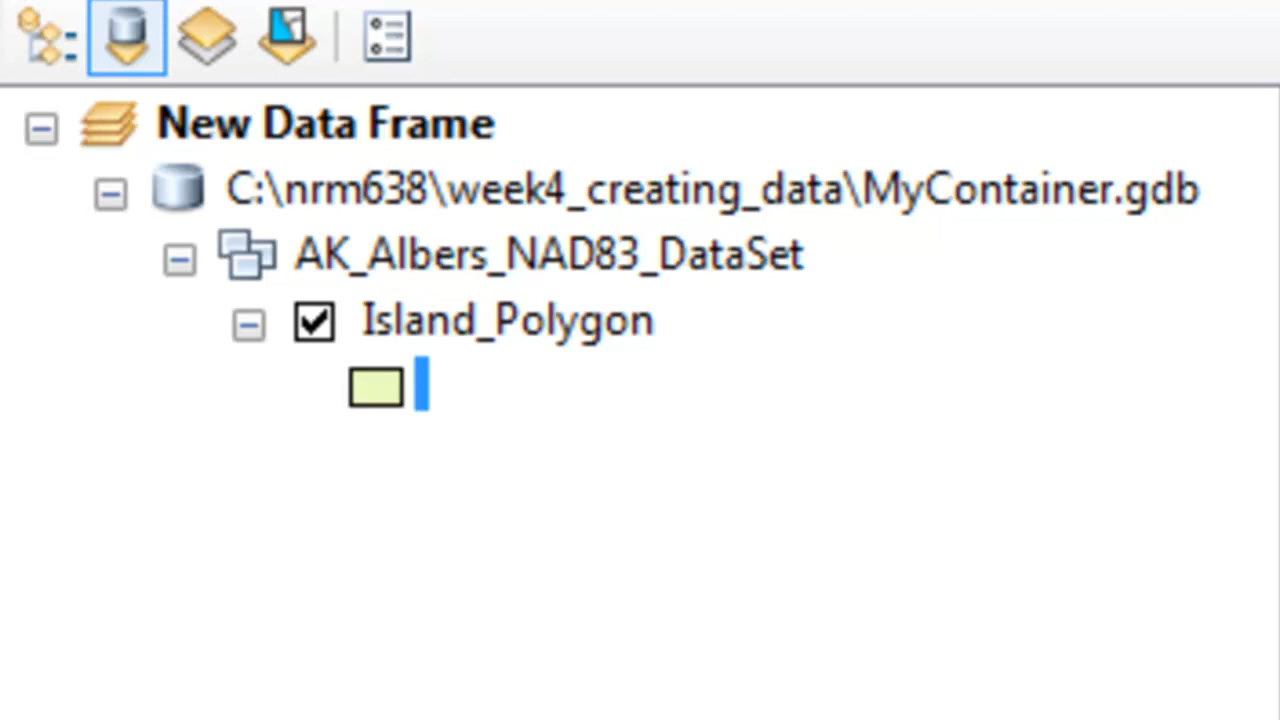 New Data Frame
C:\nrm638\week4_creating_data\MyContainer.gdb
AK_Albers_NAD83_DataSet
Island_Polygon